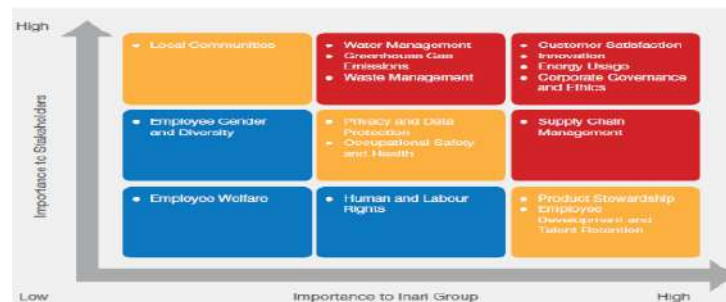 High
Importance to Stakeholders
• Local Communities
• Water Management
• Greenhouse Gas
Emissions
• Waste Management
• Customer Satisfaction
• Innovation
• Energy Usage
• Corporate Governance
and Ethics
• Employee Gender
and Diversity
• Privacy and Data
Protection
• Occupational Safety
and Health
• Supply Chain
Management
• Employee Welfare
• Human and Labour
Rights
• Product Stewardship
• Employee
Development and
Talent Retention
Low
Importance to Inari Group
High